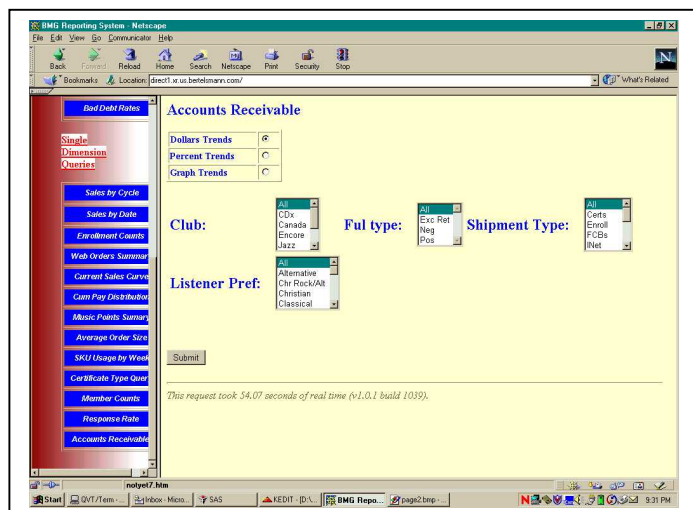 BMG Reporting System - Netscape
File Edit View Go Communicator Help
Back Forward Reload Home Search Netscape Print Security Stop
Bookmarks Location: direct1.xr.us.bertelsmann.com/ What's Related
Bad Debt Rates
Single
Dimension
Queries
Sales by Cycle
Sales by Date
Enrollment Counts
Web Orders Summar
Current Sales Curve
Cum Pay Distribution
Music Points Sumary
Average Order Size
SKU Usage by Week
Certificate Type Quer
Member Counts
Response Rate
Accounts Receivable
Accounts Receivable
Dollars Trends
Percent Trends
Graph Trends
Club:
All
CDx
Canada
Encore
Jazz
Ful type:
All
Exc Ret
Neg
Pos
Shipment Type:
All
Certs
Enroll
FCBs
INet
Listener Pref:
All
Alternative
Chr Rock/Alt
Christian
Classical
Submit
This request took 54.07 seconds of real time (v1.0.1 build 1039).
notyet7.htm
Start QVT/Term - ... Inbox - Micro... SAS KEDIT - [D:\... BMG Repo... page2.bmp - ... 9:31 PM